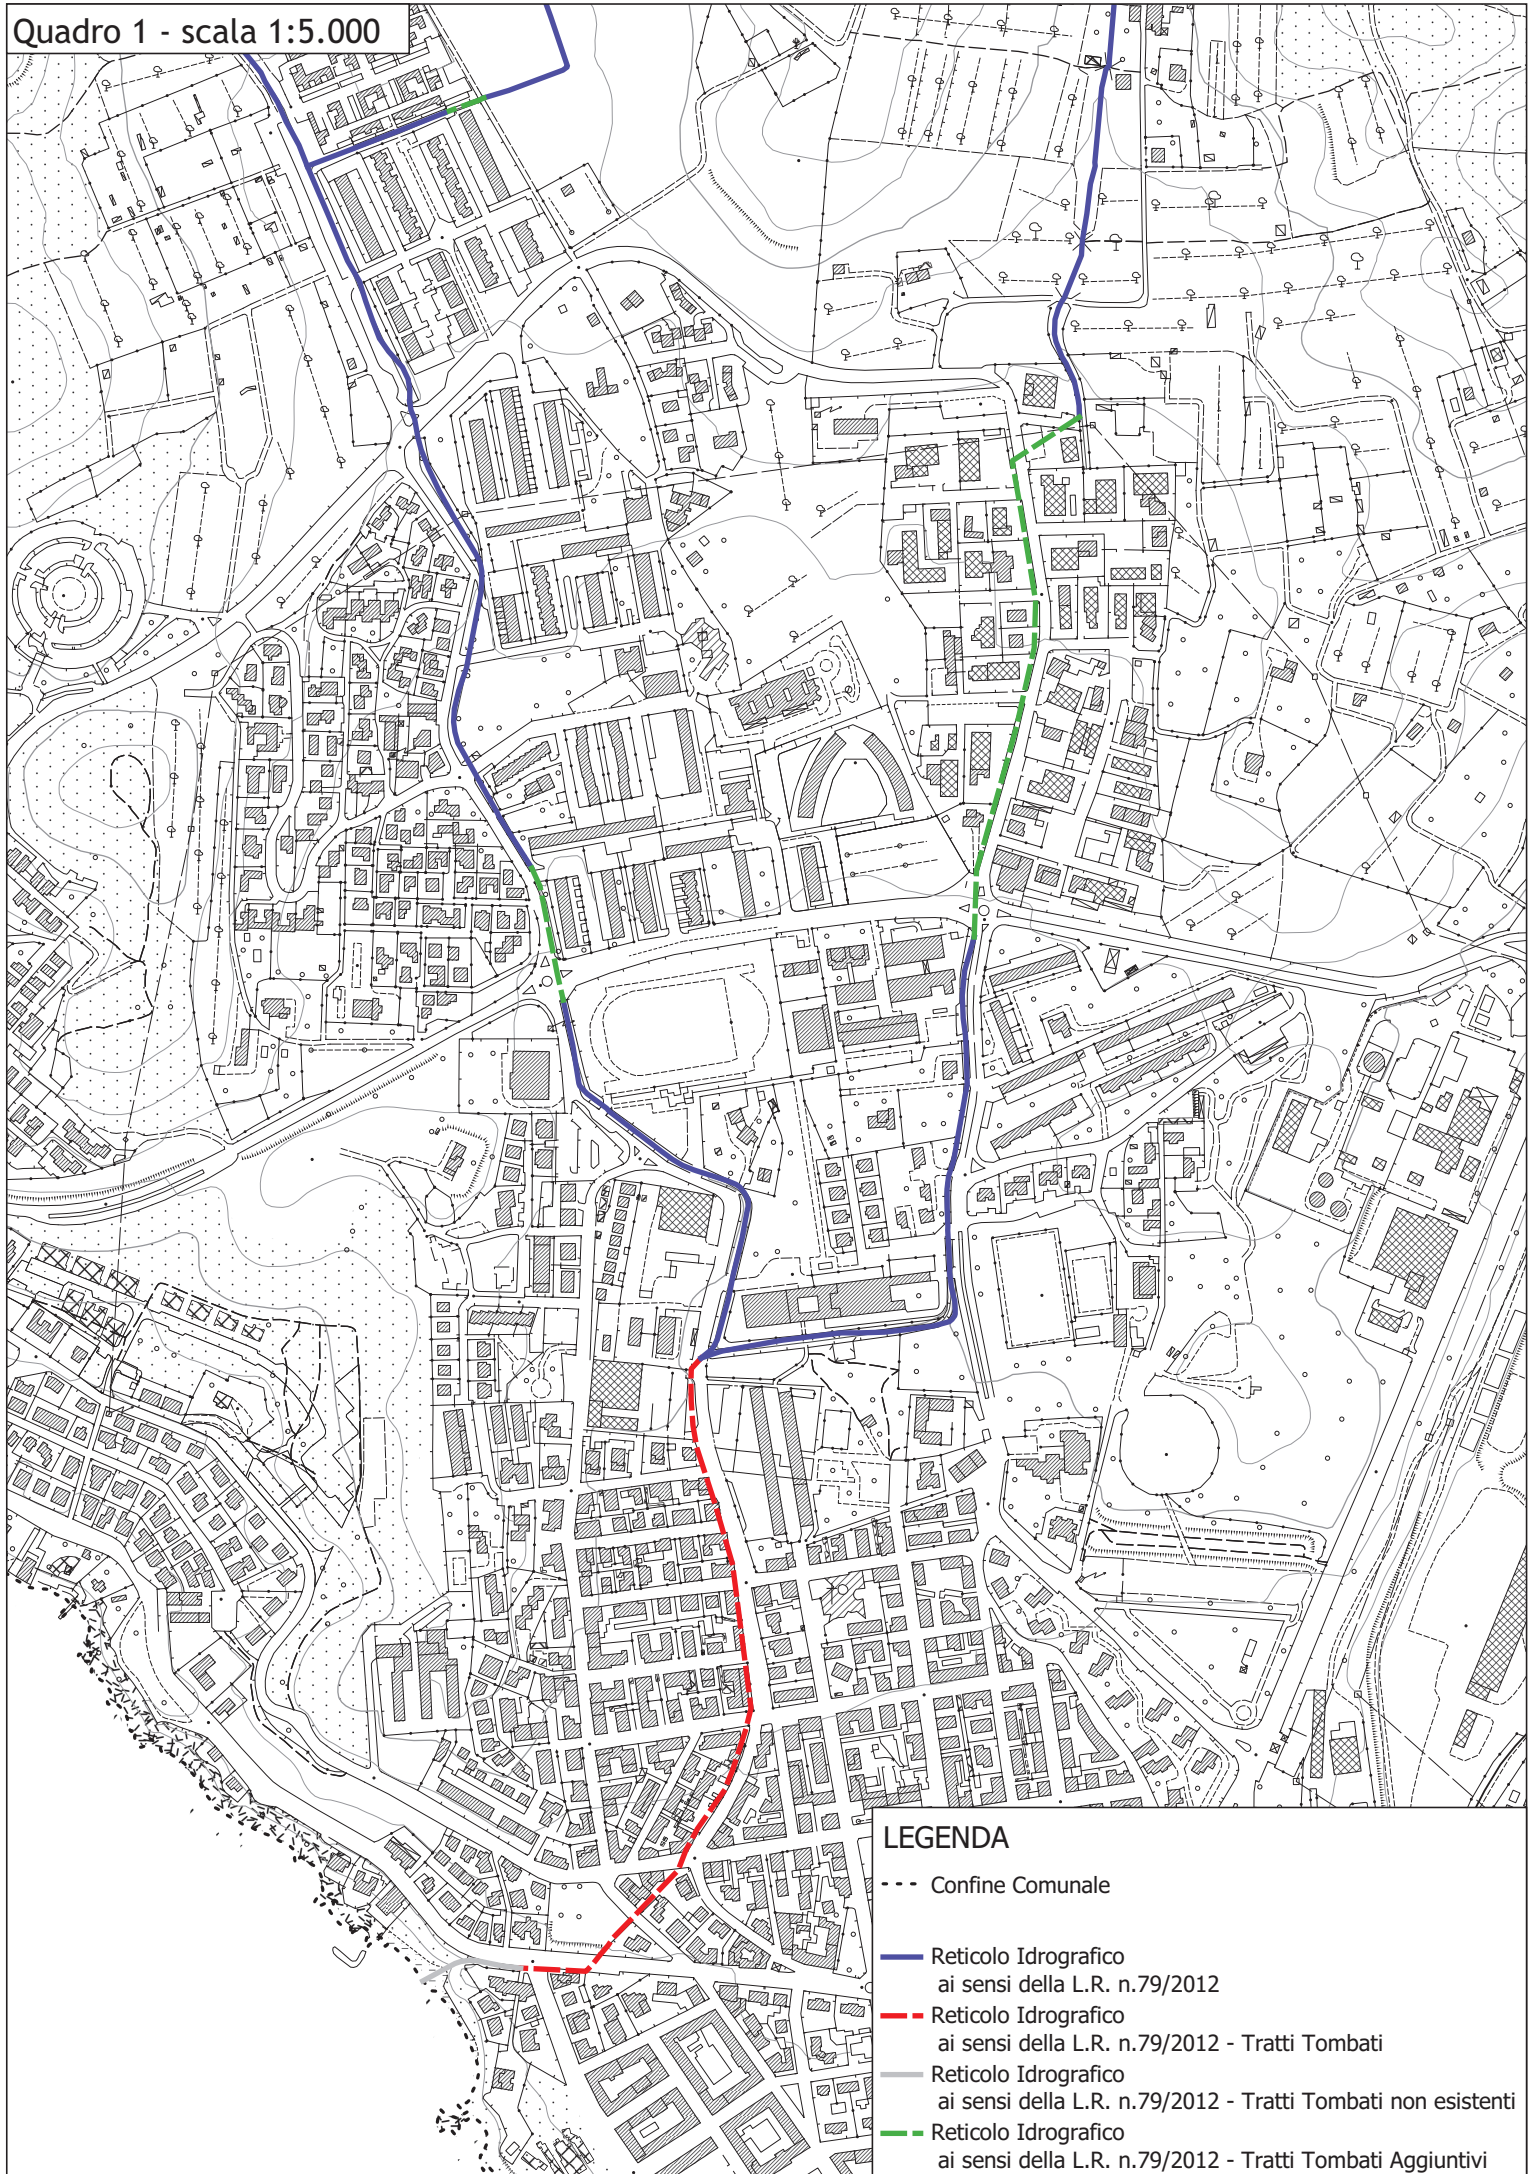 Quadro 1 - scala 1:5.000
LEGENDA
Confine Comunale
Reticolo Idrografico
ai sensi della L.R. n.79/2012
Reticolo Idrografico
ai sensi della L.R. n.79/2012 - Tratti Tombati
Reticolo Idrografico
ai sensi della L.R. n.79/2012 - Tratti Tombati non esistenti
Reticolo Idrografico
ai sensi della L.R. n.79/2012 - Tratti Tombati Aggiuntivi